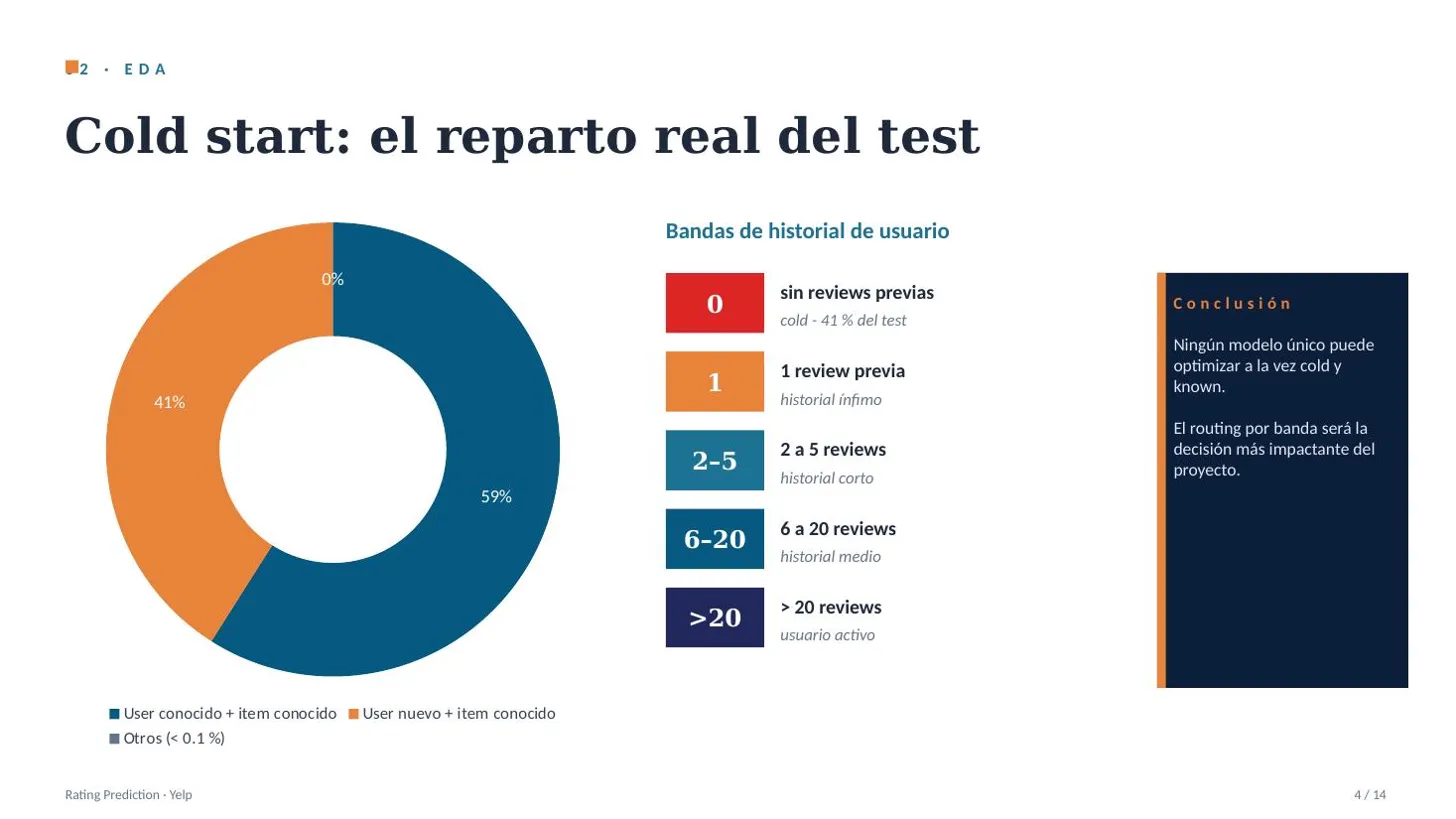 2 · EDA
Cold start: el reparto real del test
0%
41%
59%
User conocido + item conocido
User nuevo + item conocido
Otros (< 0.1 %)
Bandas de historial de usuario
0
sin reviews previas
cold - 41 % del test
1
1 review previa
historial ínfimo
2–5
2 a 5 reviews
historial corto
6–20
6 a 20 reviews
historial medio
>20
> 20 reviews
usuario activo
Conclusión
Ningún modelo único puede
optimizar a la vez cold y
known.
El routing por banda será la
decisión más impactante del
proyecto.
Rating Prediction · Yelp
4 / 14